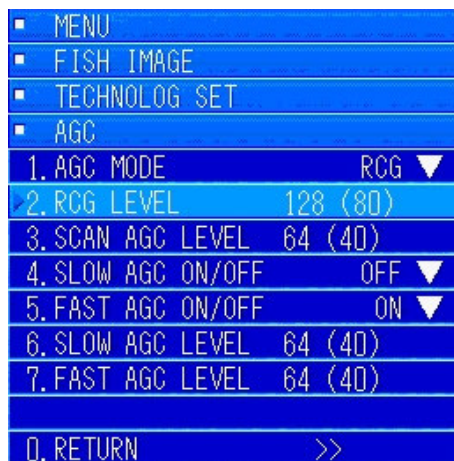 MENU
FISH IMAGE
TECHNOLOG SET
AGC
1. AGC MODE RCG ▼
2. RCG LEVEL 128 (80)
3. SCAN AGC LEVEL 64 (40)
4. SLOW AGC ON/OFF OFF ▼
5. FAST AGC ON/OFF ON ▼
6. SLOW AGC LEVEL 64 (40)
7. FAST AGC LEVEL 64 (40)
0. RETURN >>